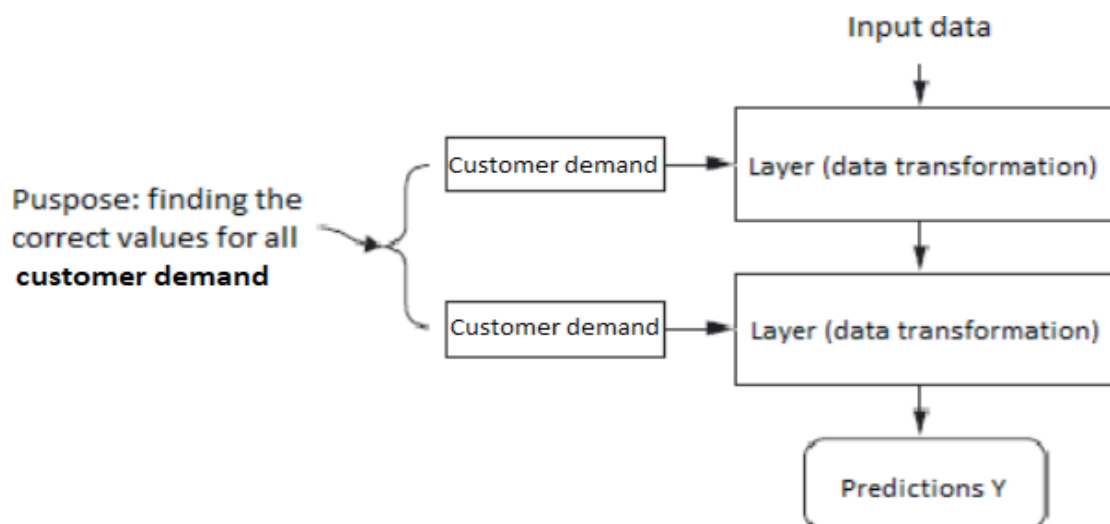 Input data
Customer demand
Layer (data transformation)
Puspose: finding the
correct values for all
customer demand
Customer demand
Layer (data transformation)
Predictions Y